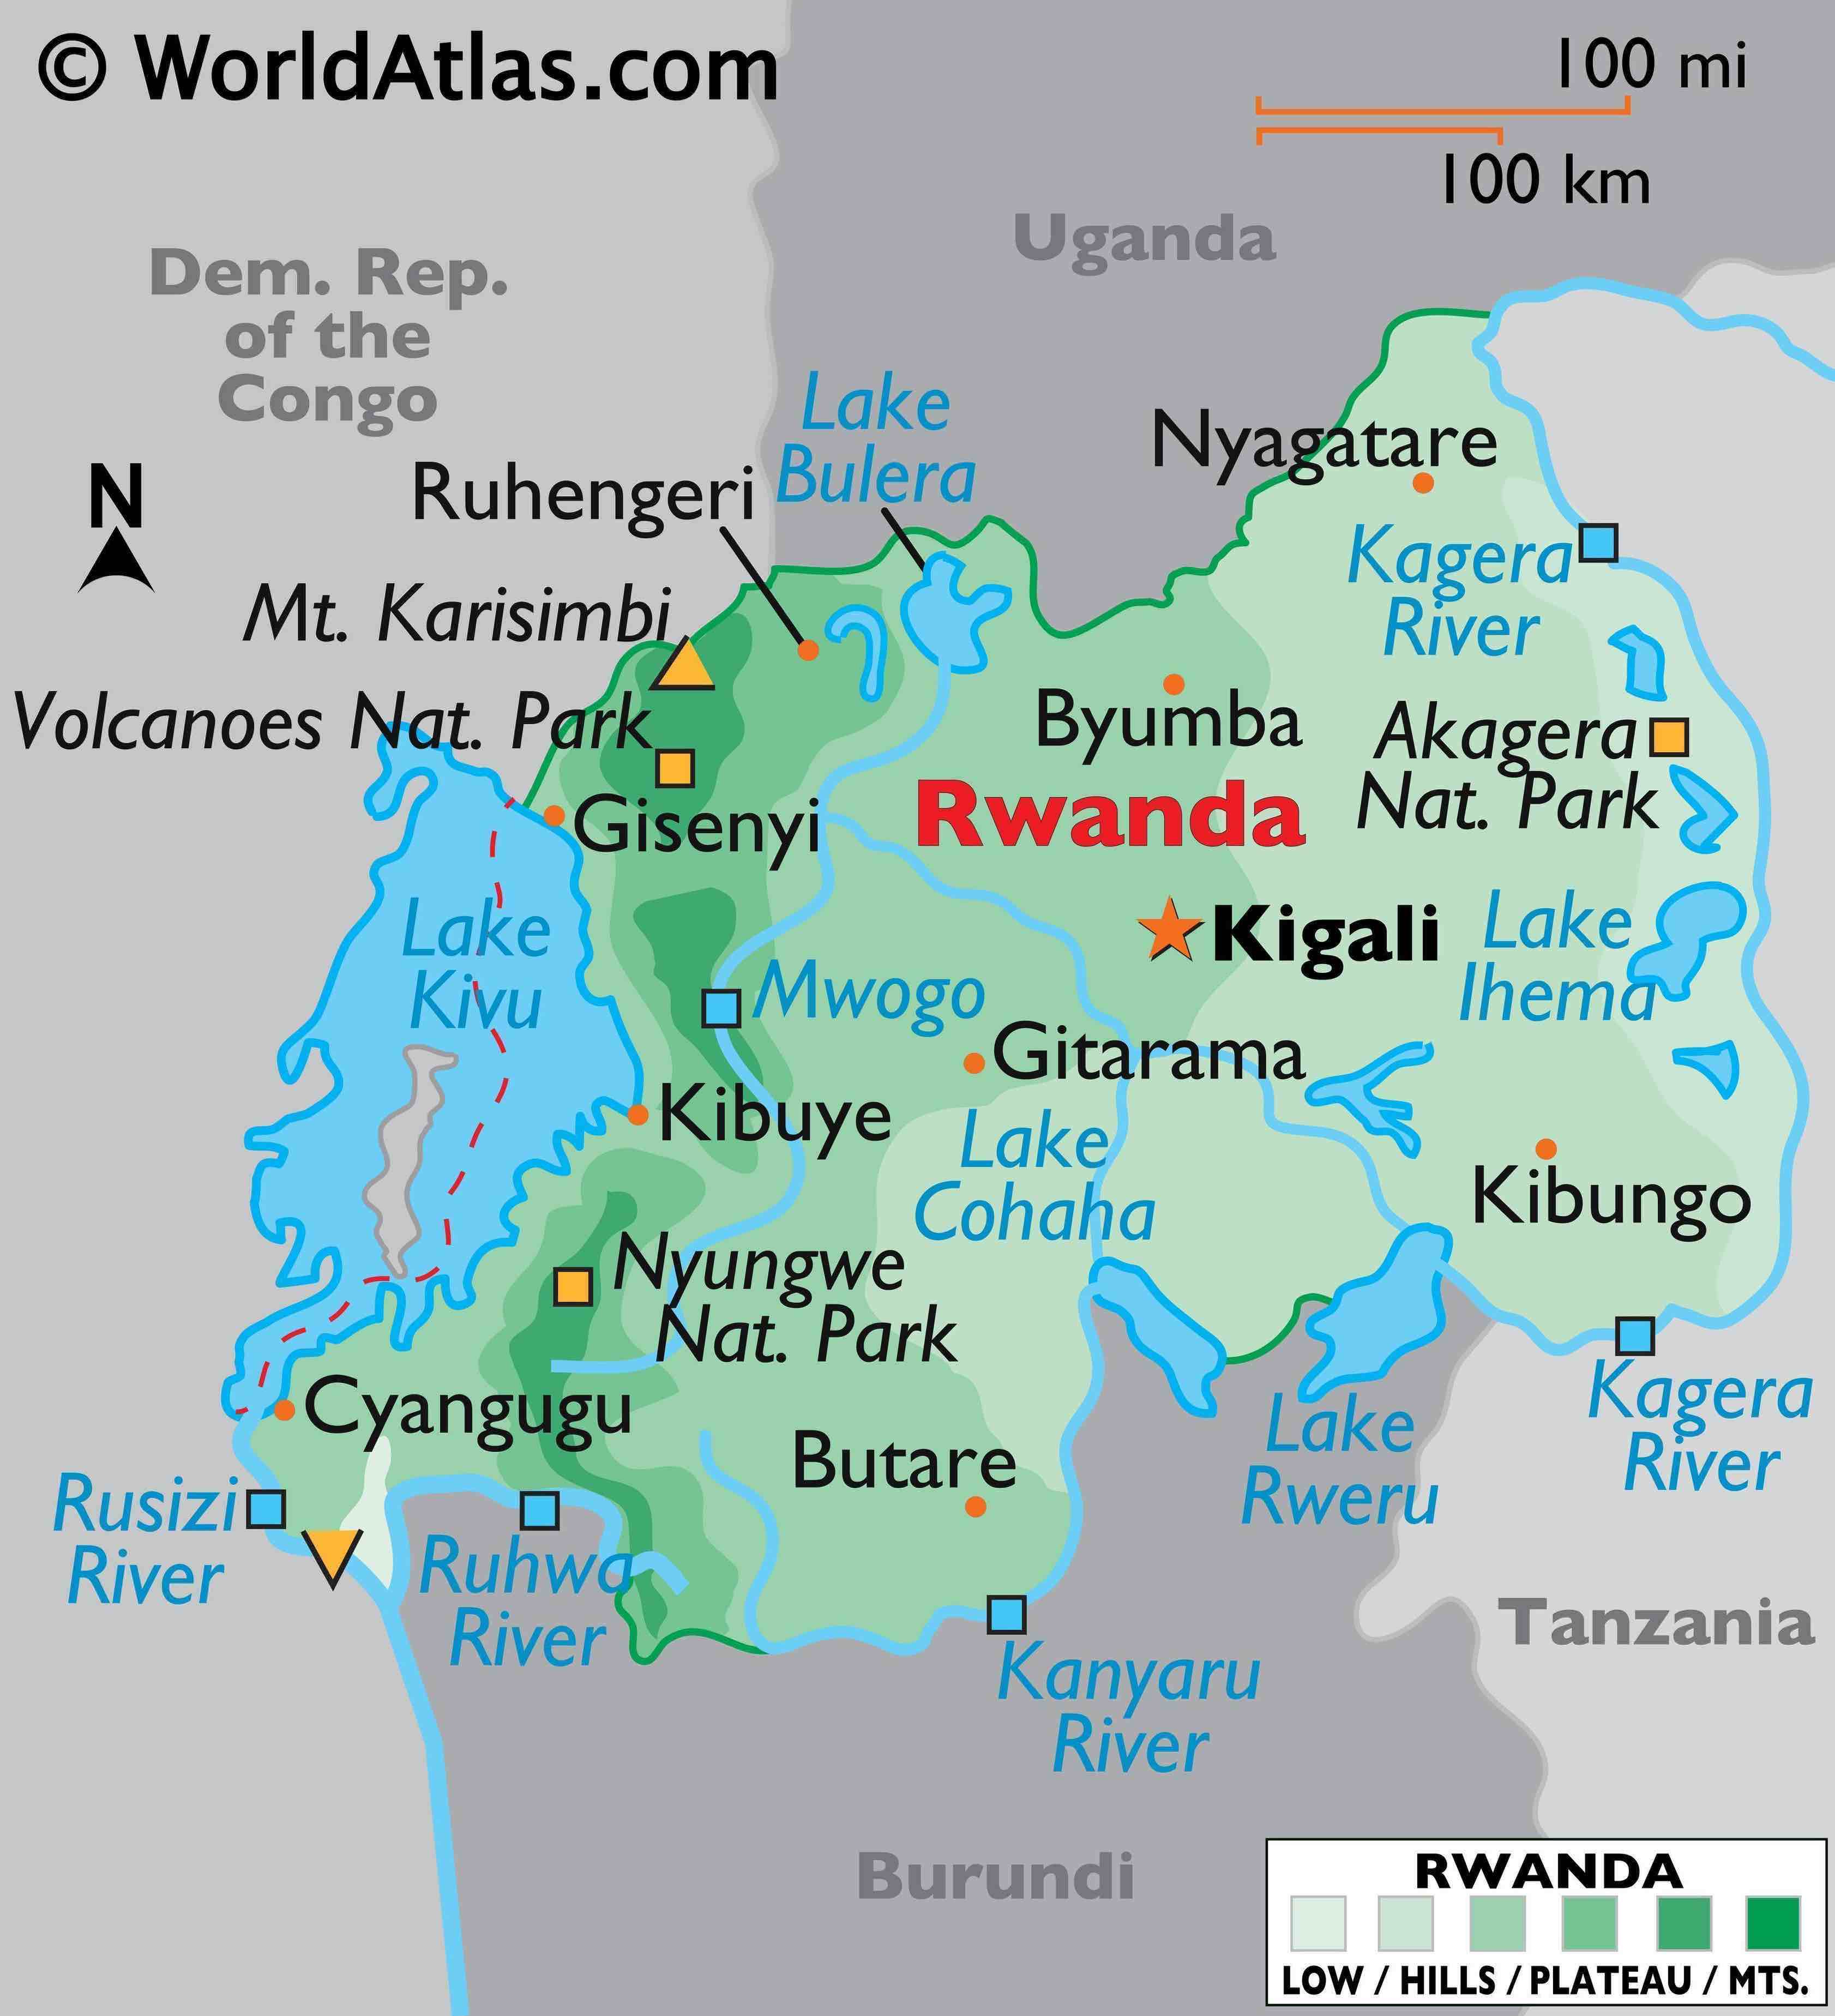 © WorldAtlas.com
100 mi
100 km
Uganda
Dem. Rep.
of the
Congo
Lake
Bulera
Nyagatare
Ruhengeri
N
Kagera
River
Mt. Karisimbi
Volcanoes Nat. Park
Byumba
Akagera
Nat. Park
Rwanda
Gisenyi
Lake
Kivu
Kigali
Lake
Ihema
Mwogo
Gitarama
Kibuye
Lake
Cohaha
Kibungo
Nyungwe
Nat. Park
Cyangugu
Kagera
River
Lake
Rweru
Butare
Rusizi
River
Ruhwa
River
Kanyaru
River
Tanzania
Burundi
RWANDA
LOW / HILLS / PLATEAU / MTS.